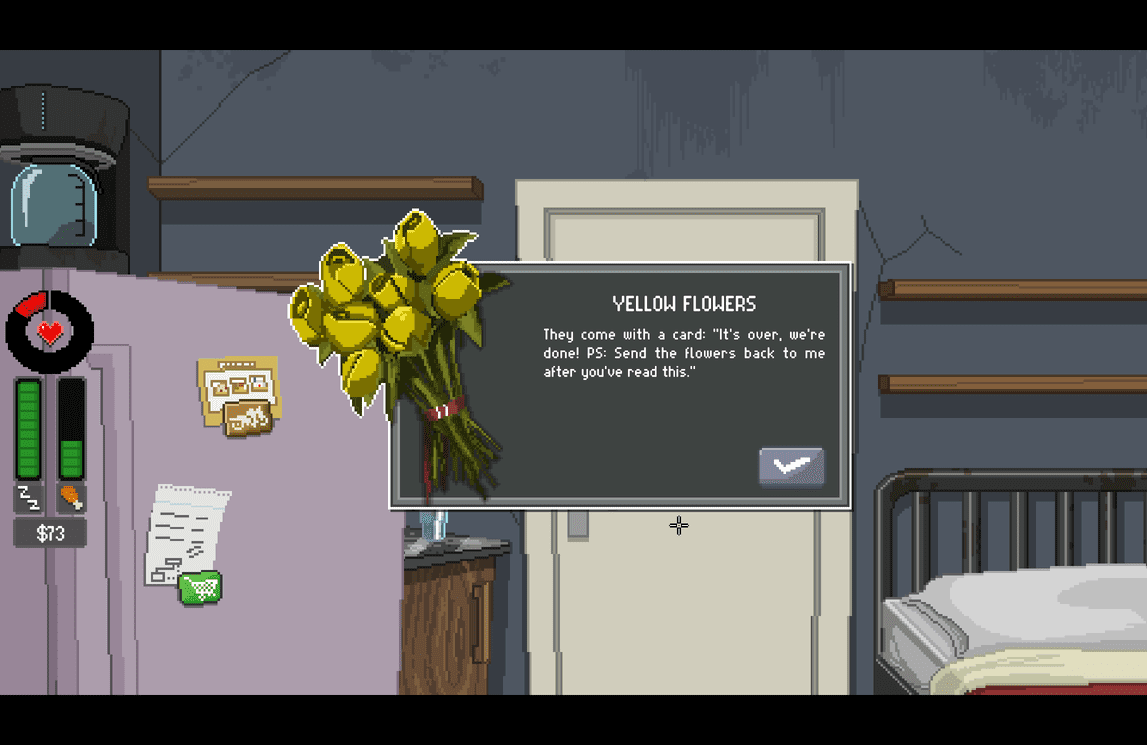 YELLOW FLOWERS
They come with a card: "It's over, we're
done! PS: Send the flowers back to me
after you've read this."
ZZZ
$73